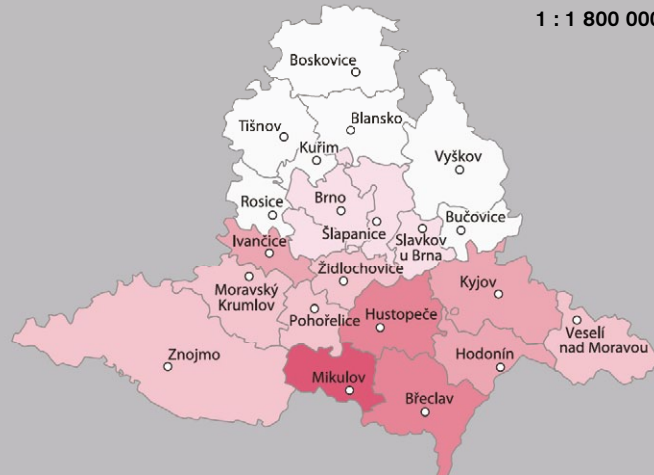 1 : 1 800 000
Boskovice
Blansko
Tišnov
Kuřim
Vyškov
Rosice
Brno
Bučovice
Šlapanice
Slavkov
u Brna
Ivančice
Židlochovice
Moravský
Krumlov
Kyjov
Pohořelice
Hustopeče
Veselí
nad Moravou
Znojmo
Hodonín
Mikulov
Břeclav